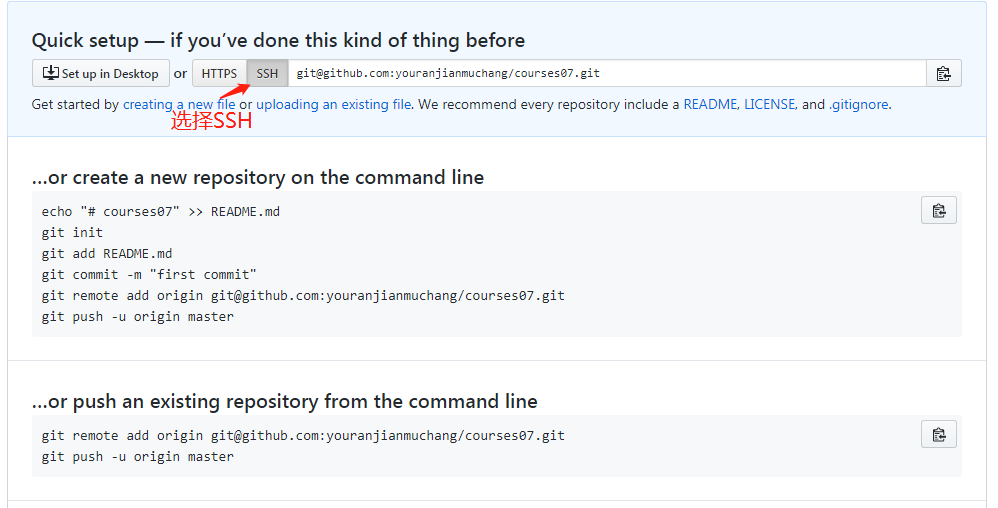 Quick setup — if you’ve done this kind of thing before
Set up in Desktop or HTTPS SSH git@github.com:youranjianmuchang/courses07.git
Get started by creating a new file or uploading an existing file. We recommend every repository include a README, LICENSE, and .gitignore.
选择SSH
…or create a new repository on the command line
echo "# courses07" >> README.md
git init
git add README.md
git commit -m "first commit"
git remote add origin git@github.com:youranjianmuchang/courses07.git
git push -u origin master
…or push an existing repository from the command line
git remote add origin git@github.com:youranjianmuchang/courses07.git
git push -u origin master